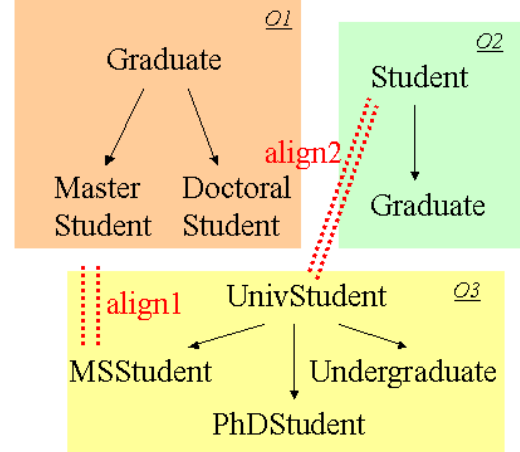 O1
Graduate
Master
Student
Doctoral
Student
O2
Student
Graduate
align2
align1
O3
UnivStudent
MSStudent
Undergraduate
PhDStudent